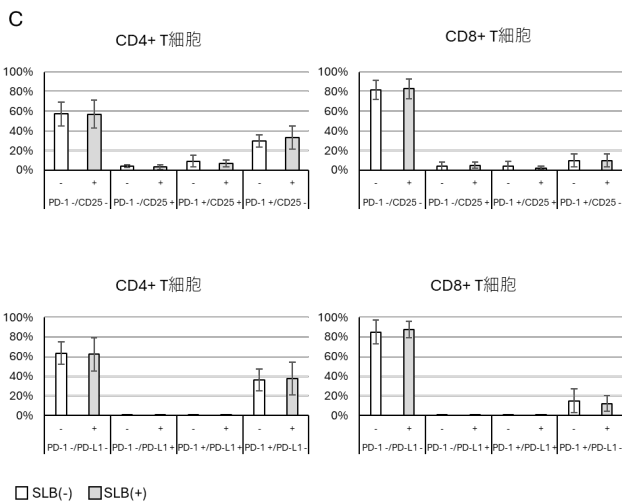 C
CD4+ T細胞
CD8+ T細胞
100%
80%
60%
40%
20%
0%
- + - + - + - +
PD-1 -/CD25 - PD-1 -/CD25 + PD-1 +/CD25 + PD-1 +/CD25 -
100%
80%
60%
40%
20%
0%
- + - + - + - +
PD-1 -/CD25 - PD-1 -/CD25 + PD-1 +/CD25 + PD-1 +/CD25 -
CD4+ T細胞
CD8+ T細胞
100%
80%
60%
40%
20%
0%
- + - + - + - +
PD-1 -/PD-L1 - PD-1 -/PD-L1 + PD-1 +/PD-L1 + PD-1 +/PD-L1 -
100%
80%
60%
40%
20%
0%
- + - + - + - +
PD-1 -/PD-L1 - PD-1 -/PD-L1 + PD-1 +/PD-L1 + PD-1 +/PD-L1 -
SLB(-) SLB(+)